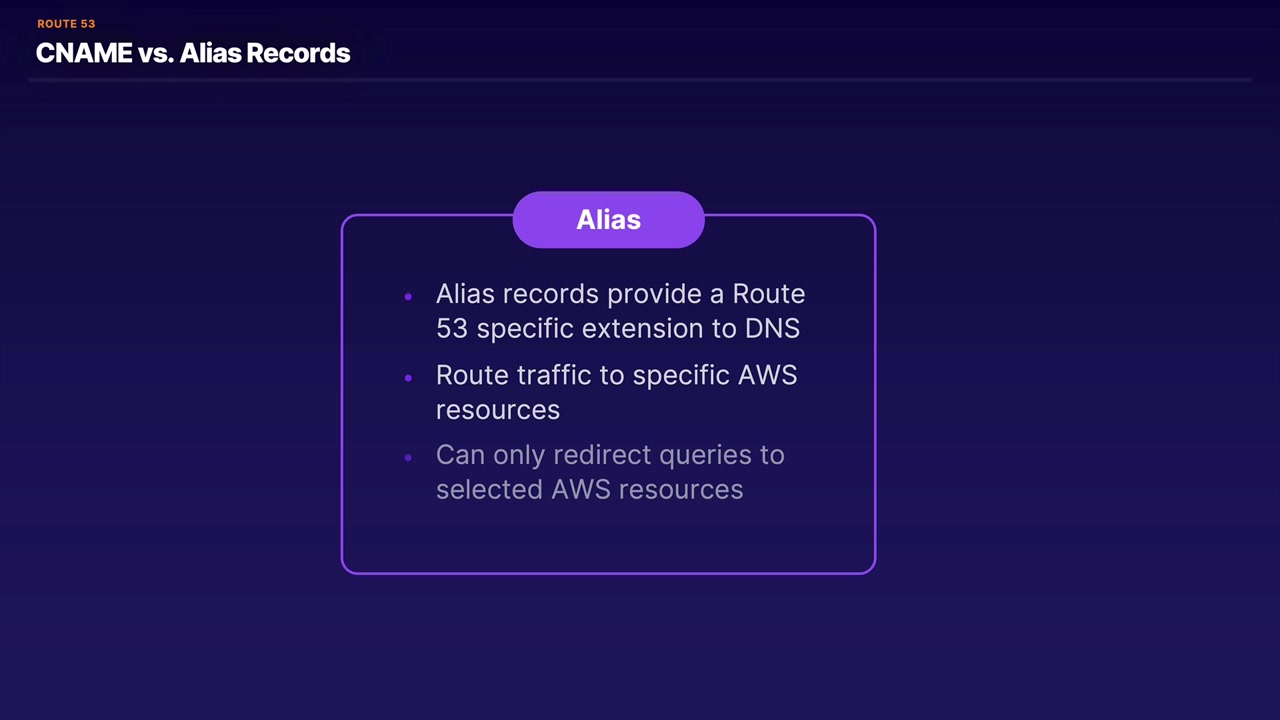 ROUTE 53
CNAME vs. Alias Records
Alias
• Alias records provide a Route
53 specific extension to DNS
• Route traffic to specific AWS
resources
• Can only redirect queries to
selected AWS resources